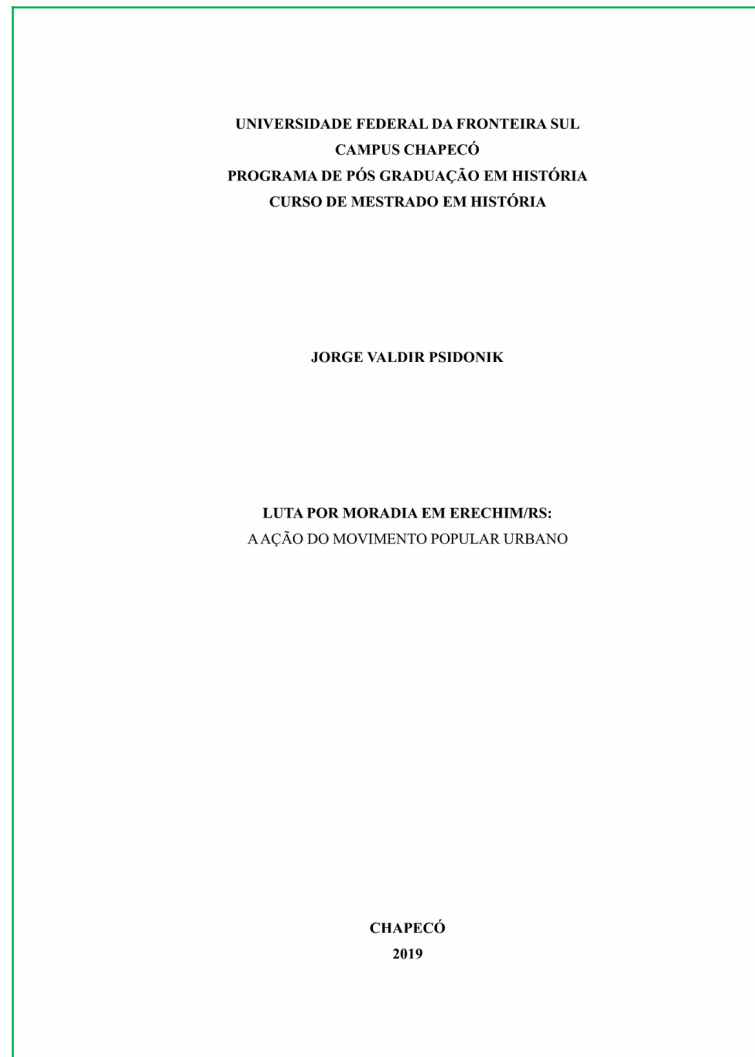 UNIVERSIDADE FEDERAL DA FRONTEIRA SUL
CAMPUS CHAPECÓ
PROGRAMA DE PÓS GRADUAÇÃO EM HISTÓRIA
CURSO DE MESTRADO EM HISTÓRIA
JORGE VALDIR PSIDONIK
LUTA POR MORADIA EM ERECHIM/RS:
A AÇÃO DO MOVIMENTO POPULAR URBANO
CHAPECÓ
2019